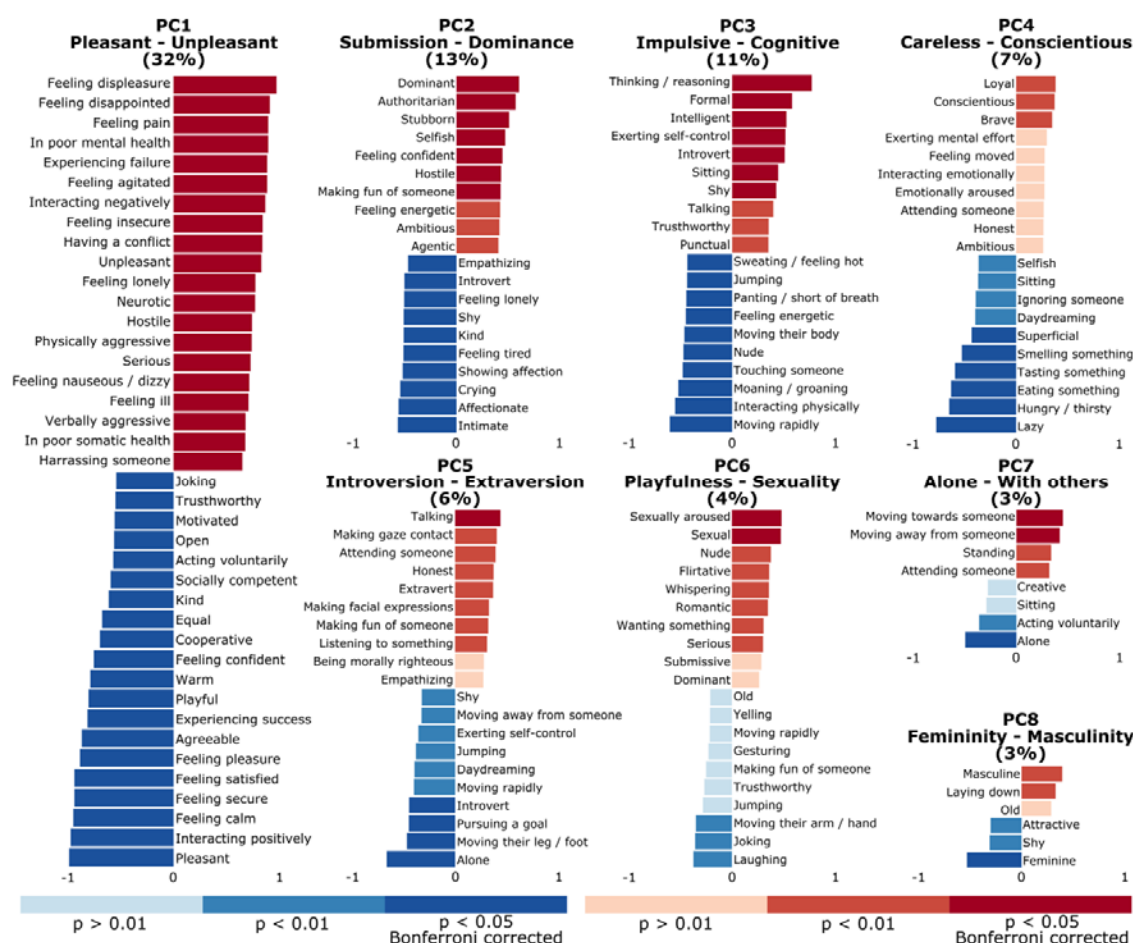 PC1
Pleasant - Unpleasant
(32%)
Feeling displeasure
Feeling disappointed
Feeling pain
In poor mental health
Experiencing failure
Feeling agitated
Interacting negatively
Feeling insecure
Having a conflict
Unpleasant
Feeling lonely
Neurotic
Hostile
Physically aggressive
Serious
Feeling nauseous / dizzy
Feeling ill
Verbally aggressive
In poor somatic health
Harrassing someone
Joking
Trustworthy
Motivated
Open
Acting voluntarily
Socially competent
Kind
Equal
Cooperative
Feeling confident
Warm
Playful
Experiencing success
Agreeable
Feeling pleasure
Feeling satisfied
Feeling secure
Feeling calm
Interacting positively
Pleasant
-1 0 1
PC2
Submission - Dominance
(13%)
Dominant
Authoritarian
Stubborn
Selfish
Feeling confident
Hostile
Making fun of someone
Feeling energetic
Ambitious
Agentic
Empathizing
Introvert
Feeling lonely
Shy
Kind
Feeling tired
Showing affection
Crying
Affectionate
Intimate
-1 0 1
PC3
Impulsive - Cognitive
(11%)
Thinking / reasoning
Formal
Intelligent
Exerting self-control
Introvert
Sitting
Shy
Talking
Trustworthy
Punctual
Sweating / feeling hot
Jumping
Panting / short of breath
Feeling energetic
Moving their body
Nude
Touching someone
Moaning / groaning
Interacting physically
Moving rapidly
-1 0 1
PC4
Careless - Conscientious
(7%)
Loyal
Conscientious
Brave
Exerting mental effort
Feeling moved
Interacting emotionally
Emotionally aroused
Attending someone
Honest
Ambitious
Selfish
Sitting
Ignoring someone
Daydreaming
Superficial
Smelling something
Tasting something
Eating something
Hungry / thirsty
Lazy
-1 0 1
PC5
Introversion - Extraversion
(6%)
Talking
Making gaze contact
Attending someone
Honest
Extravert
Making facial expressions
Making fun of someone
Listening to something
Being morally righteous
Empathizing
Shy
Moving away from someone
Exerting self-control
Jumping
Daydreaming
Moving rapidly
Introvert
Pursuing a goal
Moving their leg / foot
Alone
-1 0 1
PC6
Playfulness - Sexuality
(4%)
Sexually aroused
Sexual
Nude
Flirtative
Whispering
Romantic
Wanting something
Serious
Submissive
Dominant
Old
Yelling
Moving rapidly
Gesturing
Making fun of someone
Trustworthy
Jumping
Moving their arm / hand
Joking
Laughing
-1 0 1
PC7
Alone - With others
(3%)
Moving towards someone
Moving away from someone
Standing
Attending someone
Creative
Sitting
Acting voluntarily
Alone
-1 0 1
PC8
Femininity - Masculinity
(3%)
Masculine
Laying down
Old
Attractive
Shy
Feminine
-1 0 1
p > 0.01 p < 0.01 p < 0.05
Bonferroni corrected
p > 0.01 p < 0.01 p < 0.05
Bonferroni corrected